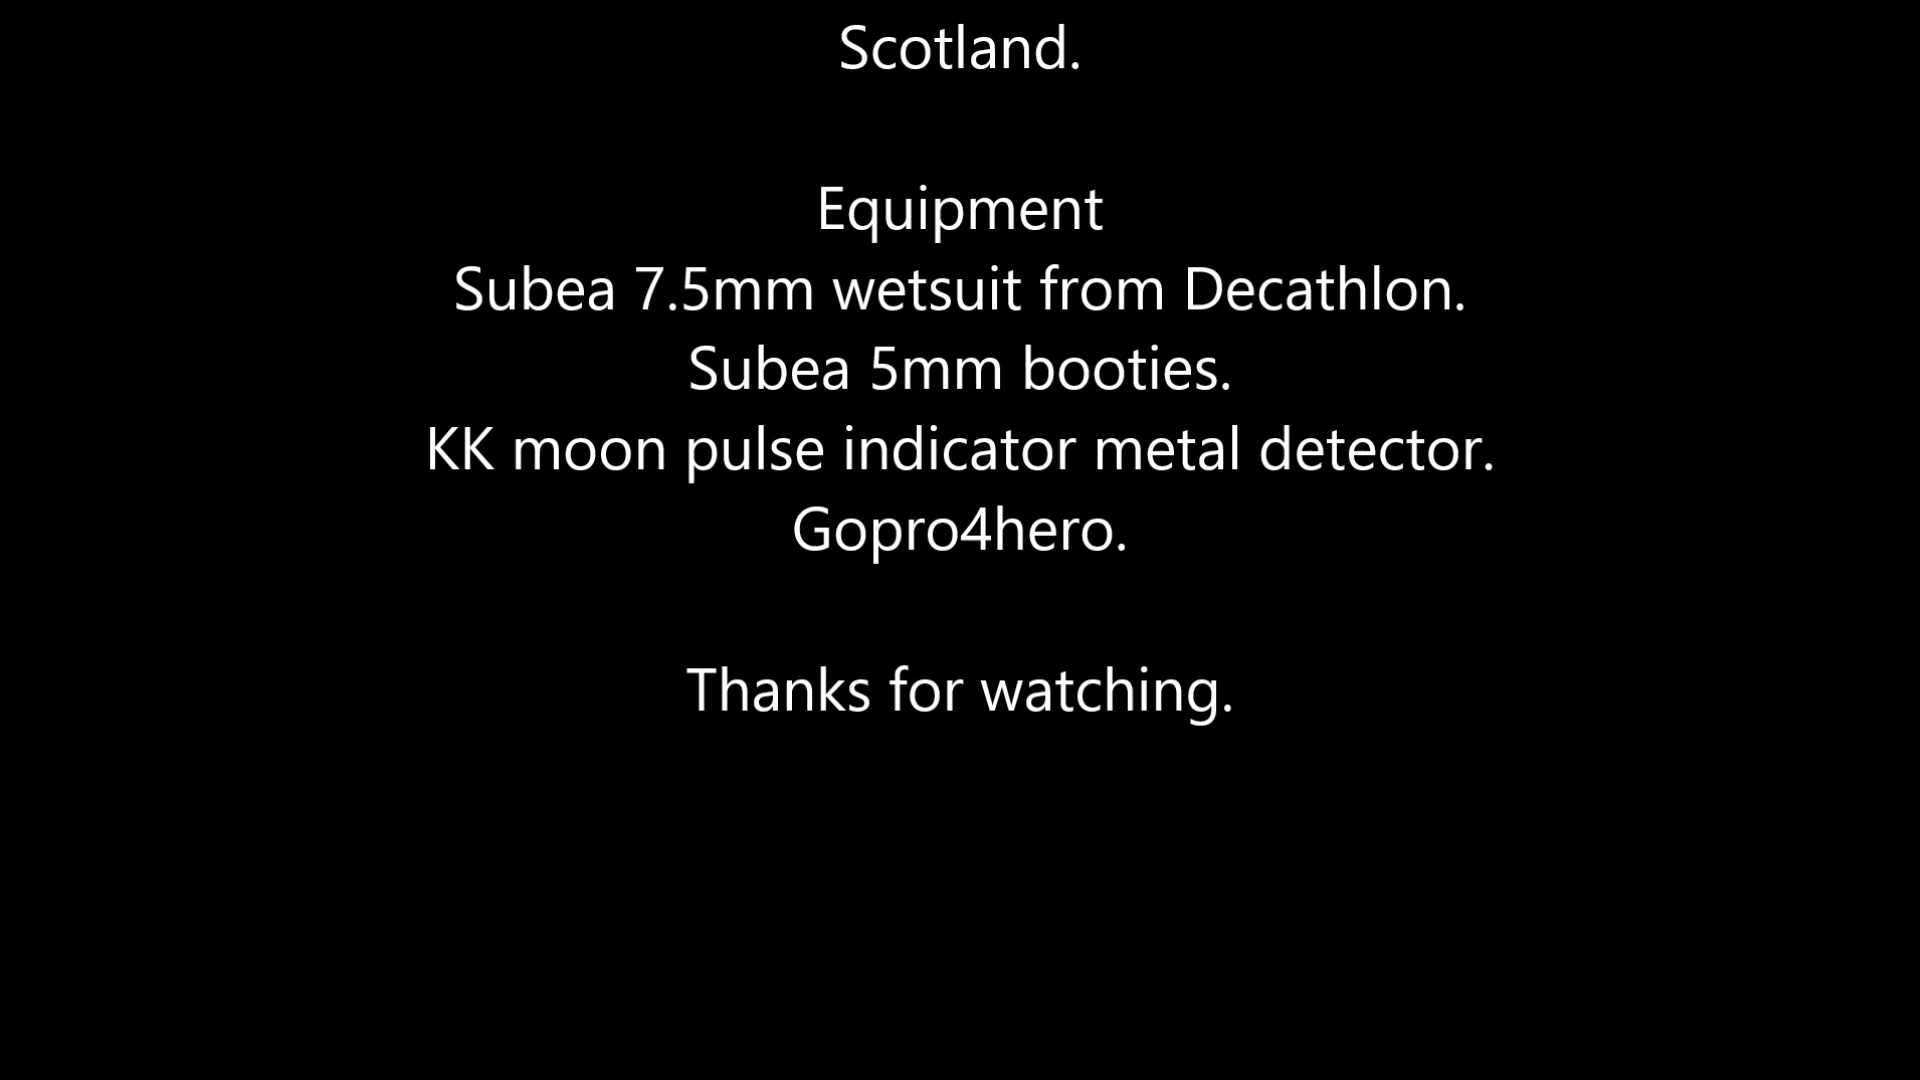 Scotland.
Equipment
Subea 7.5mm wetsuit from Decathlon.
Subea 5mm booties.
KK moon pulse indicator metal detector.
Gopro4hero.
Thanks for watching.